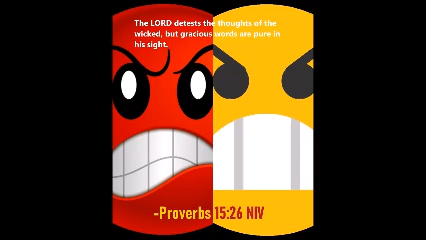 The LORD detests the thoughts of the
wicked, but gracious words are pure in
his sight.
-Proverbs 15:26 NIV